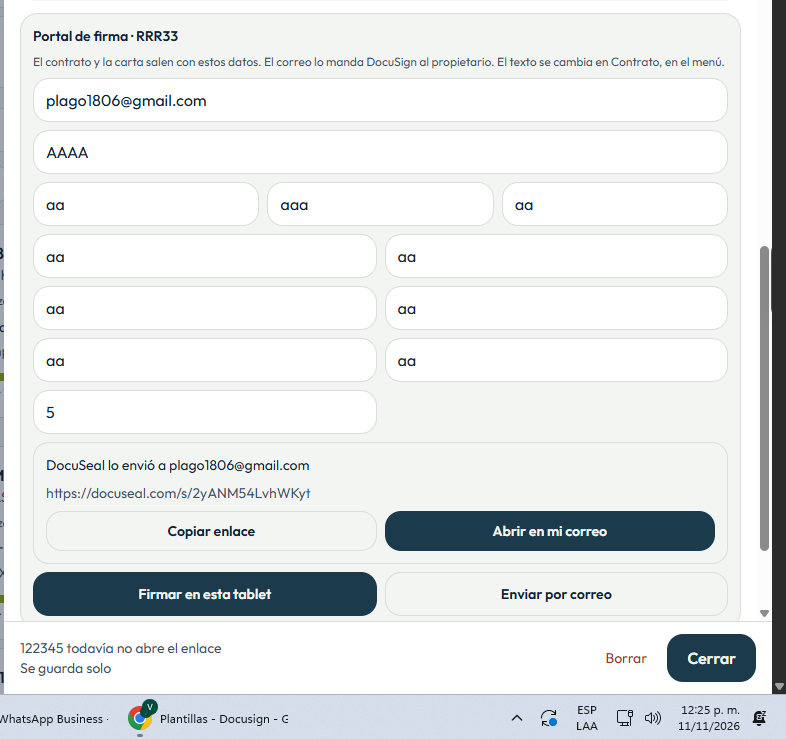 Portal de firma · RRR33
El contrato y la carta salen con estos datos. El correo lo manda DocuSign al propietario. El texto se cambia en Contrato, en el menú.
plago1806@gmail.com
AAAA
aa aaa aa
aa aa
aa aa
aa aa
5
DocuSeal lo envió a plago1806@gmail.com
https://docuseal.com/s/2yANM54LvhWKyt
Copiar enlace Abrir en mi correo
Firmar en esta tablet Enviar por correo
122345 todavía no abre el enlace
Se guarda solo
Borrar Cerrar
WhatsApp Business · V Plantillas - Docusign - G ESP LAA 12:25 p. m. 11/11/2026